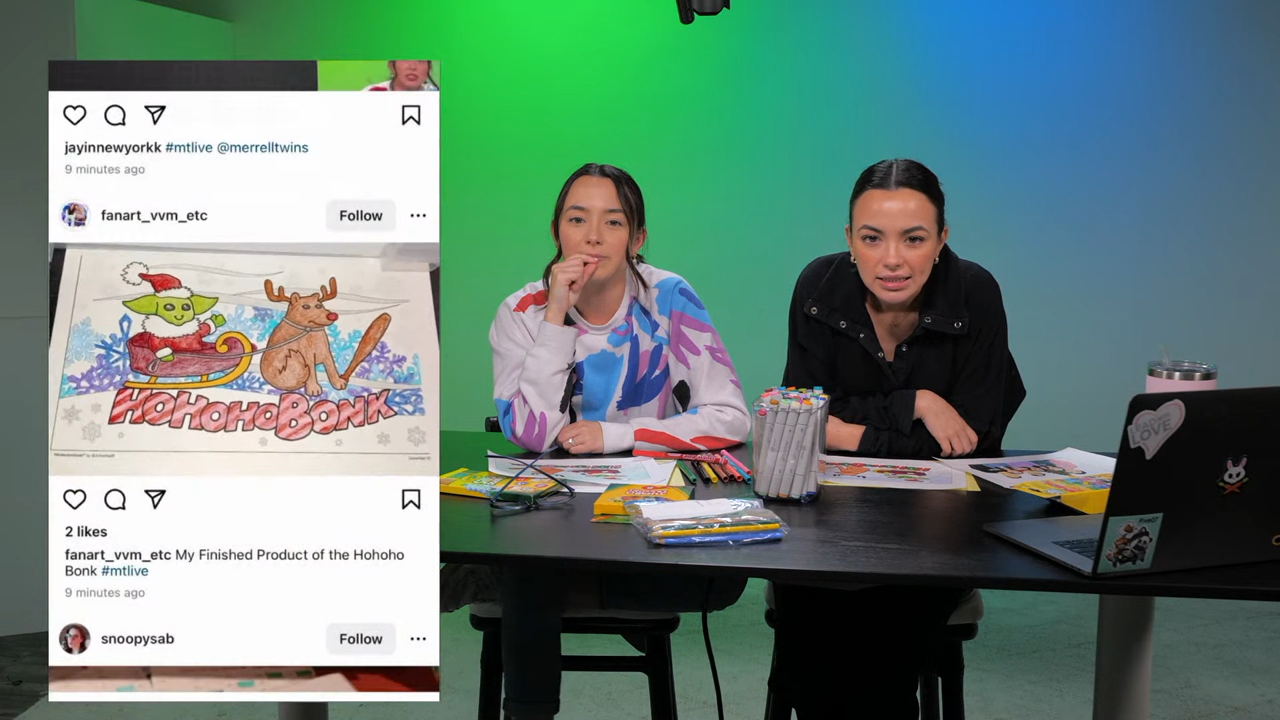 jayinnewyorkk #mtlive @merrelltwins
9 minutes ago
fanart_vvm_etc
Follow
HOHOHOBONK
2 likes
fanart_vvm_etc My Finished Product of the Hohoho
Bonk #mtlive
9 minutes ago
snoopysab
Follow
LOVE